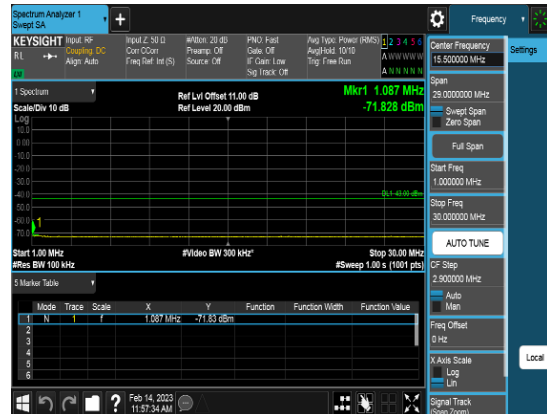 Spectrum Analyzer 1
Swept SA
+
Frequency
KEYSIGHT
RL
Input: RF
Coupling: DC
Align: Auto
Input Z: 50 Ω
Corr CCorr
Freq Ref: Int (S)
#Atten: 20 dB
Preamp: Off
Source: Off
PNO: Fast
Gate: Off
IF Gain: Low
Sig Track: Off
Avg Type: Power (RMS)
Avg|Hold: 10/10
Trig: Free Run
1 2 3 4 5 6
A W W W W W
A N N N N N
LXI
1 Spectrum
Scale/Div 10 dB
Ref Lvl Offset 11.00 dB
Ref Level 20.00 dBm
Mkr1 1.087 MHz
-71.828 dBm
Log
10.0
0.00
-10.0
-20.0
-30.0
-40.0
-50.0
-60.0
-70.0
DL1 -43.00 dBm
1
Start 1.00 MHz
#Res BW 100 kHz
#Video BW 300 kHz*
Stop 30.00 MHz
#Sweep 1.00 s (1001 pts)
5 Marker Table
Mode Trace Scale X Y Function Function Width Function Value
1 N 1 f 1.087 MHz -71.83 dBm
2
3
4
5
6
Feb 14, 2023
11:57:34 AM
?
Center Frequency
15.500000 MHz
Settings
Span
29.0000000 MHz
Swept Span
Zero Span
Full Span
Start Freq
1.000000 MHz
Stop Freq
30.000000 MHz
AUTO TUNE
CF Step
2.900000 MHz
Auto
Man
Freq Offset
0 Hz
X Axis Scale
Log
Lin
Local
Signal Track
(Span Zoom)